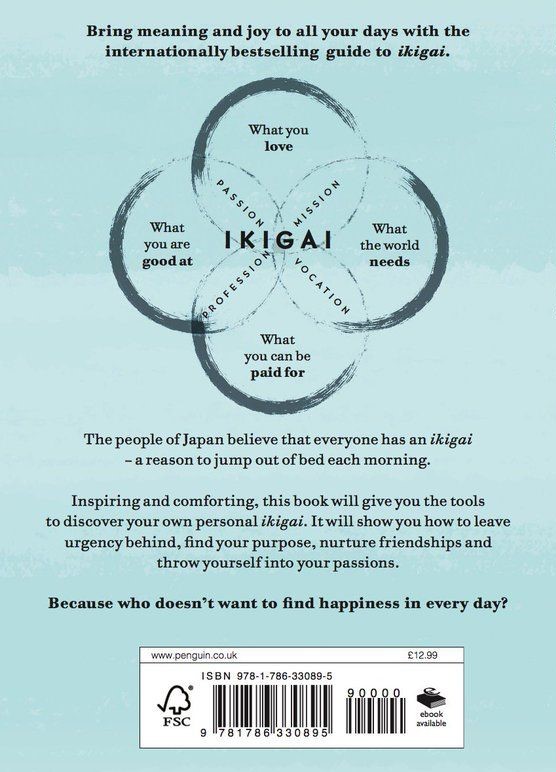 Bring meaning and joy to all your days with the
internationally bestselling guide to ikigai.
What you
love
PASSION
MISSION
What
you are
good at
IKIGAI
What
the world
needs
PROFESSION
VOCATION
What
you can be
paid for
The people of Japan believe that everyone has an ikigai
– a reason to jump out of bed each morning.
Inspiring and comforting, this book will give you the tools
to discover your own personal ikigai. It will show you how to leave
urgency behind, find your purpose, nurture friendships and
throw yourself into your passions.
Because who doesn't want to find happiness in every day?
www.penguin.co.uk
£12.99
ISBN 978-1-786-33089-5
90000
FSC
9 781786 330895
ebook
available